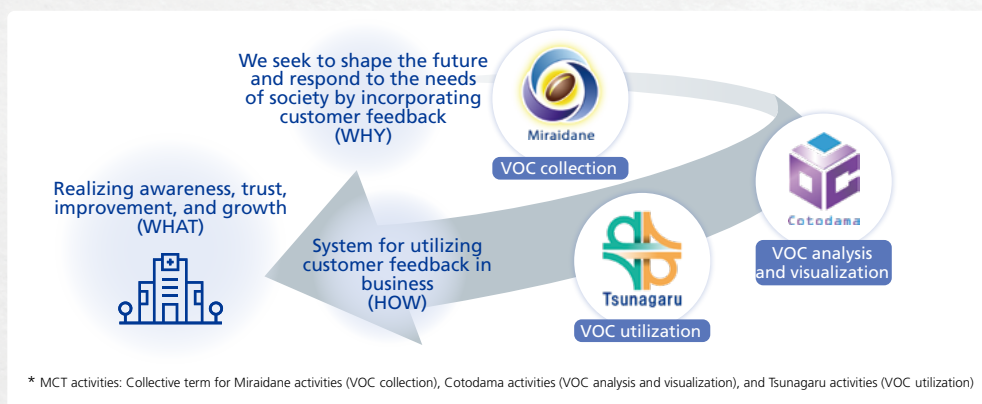 We seek to shape the future
and respond to the needs
of society by incorporating
customer feedback
(WHY)
Miraidane
VOC collection
Cotodama
VOC analysis
and visualization
Realizing awareness, trust,
improvement, and growth
(WHAT)
System for utilizing
customer feedback in
business
(HOW)
Tsunagaru
VOC utilization
* MCT activities: Collective term for Miraidane activities (VOC collection), Cotodama activities (VOC analysis and visualization), and Tsunagaru activities (VOC utilization)